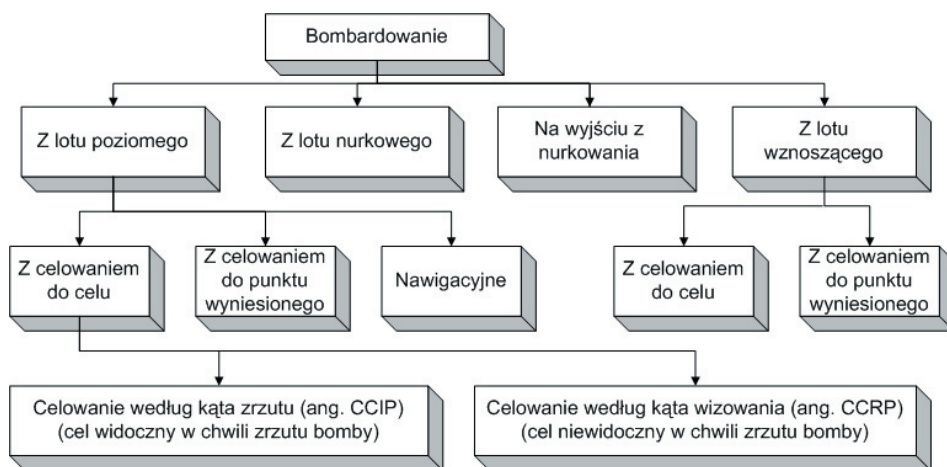 Bombardowanie
Z lotu poziomego
Z lotu nurkowego
Na wyjściu z
nurkowania
Z lotu
wznoszącego
Z celowaniem
do celu
Z celowaniem
do punktu
wyniesionego
Nawigacyjne
Z celowaniem
do celu
Z celowaniem
do punktu
wyniesionego
Celowanie według kąta zrzutu (ang. CCIP)
(cel widoczny w chwili zrzutu bomby)
Celowanie według kąta wizowania (ang. CCRP)
(cel niewidoczny w chwili zrzutu bomby)